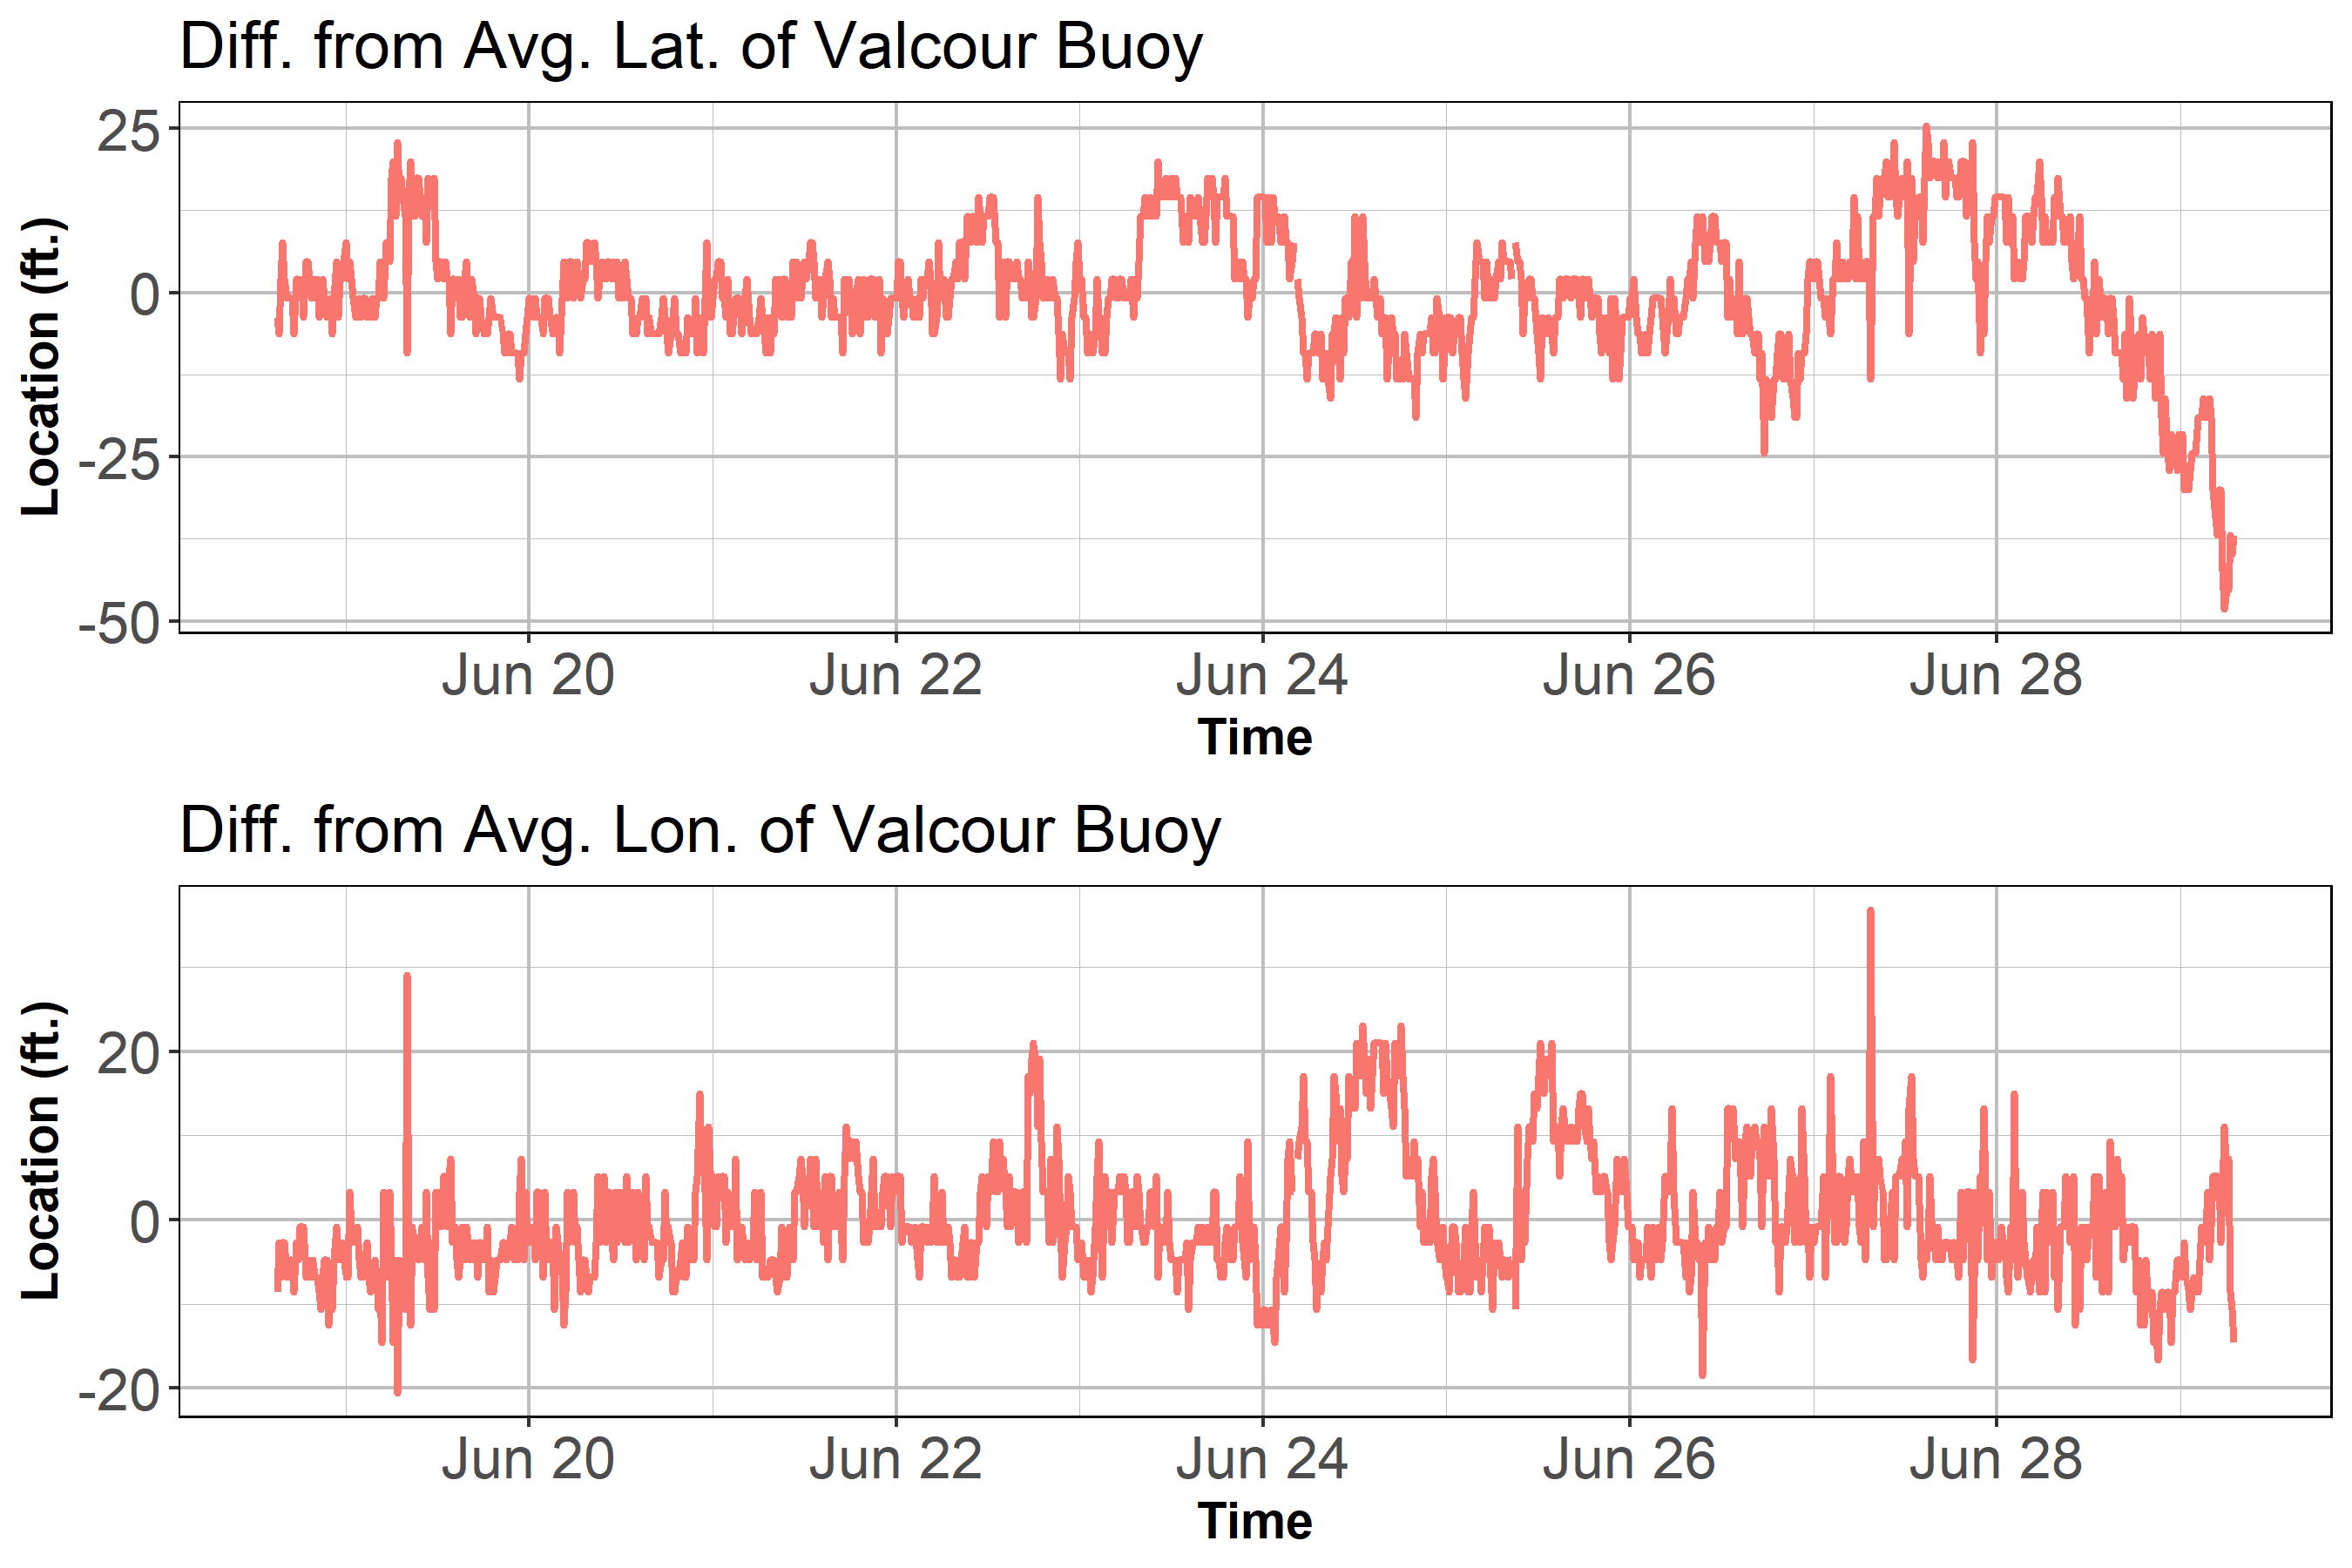 Diff. from Avg. Lat. of Valcour Buoy
Location (ft.)
25
0
-25
-50
Jun 20 Jun 22 Jun 24 Jun 26 Jun 28
Time
Diff. from Avg. Lon. of Valcour Buoy
Location (ft.)
20
0
-20
Jun 20 Jun 22 Jun 24 Jun 26 Jun 28
Time